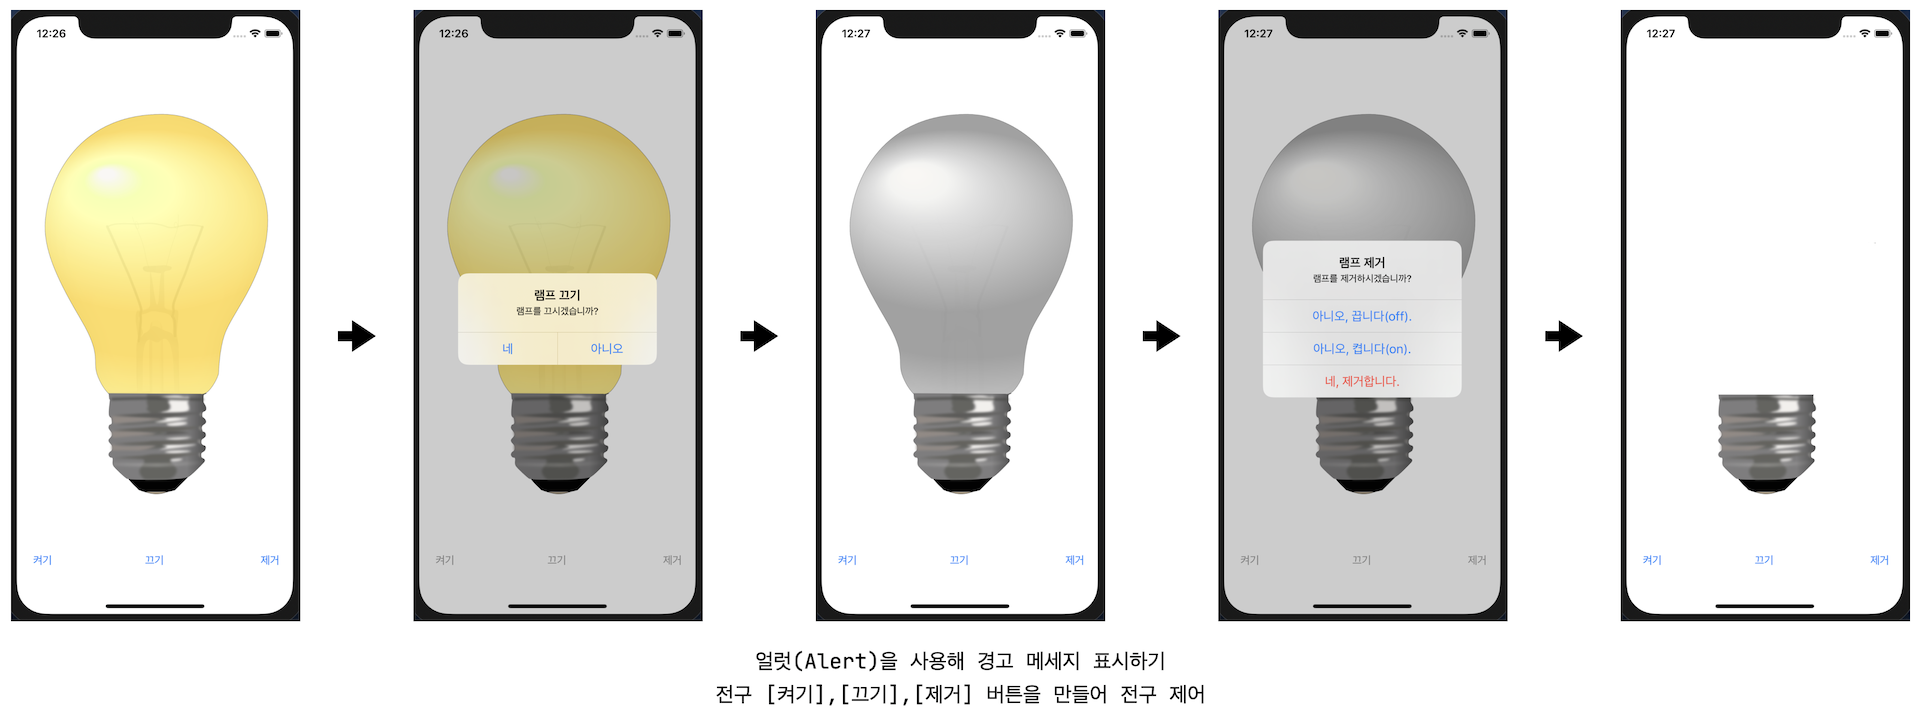 12:26
켜기 끄기 제거
12:26
램프 끄기
램프를 끄시겠습니까?
네 아니오
켜기 끄기 제거
12:27
켜기 끄기 제거
12:27
램프 제거
램프를 제거하시겠습니까?
아니오, 끕니다(off).
아니오, 켭니다(on).
네, 제거합니다.
켜기 끄기 제거
12:27
켜기 끄기 제거
얼럿(Alert)을 사용해 경고 메세지 표시하기
전구 [켜기],[끄기],[제거] 버튼을 만들어 전구 제어